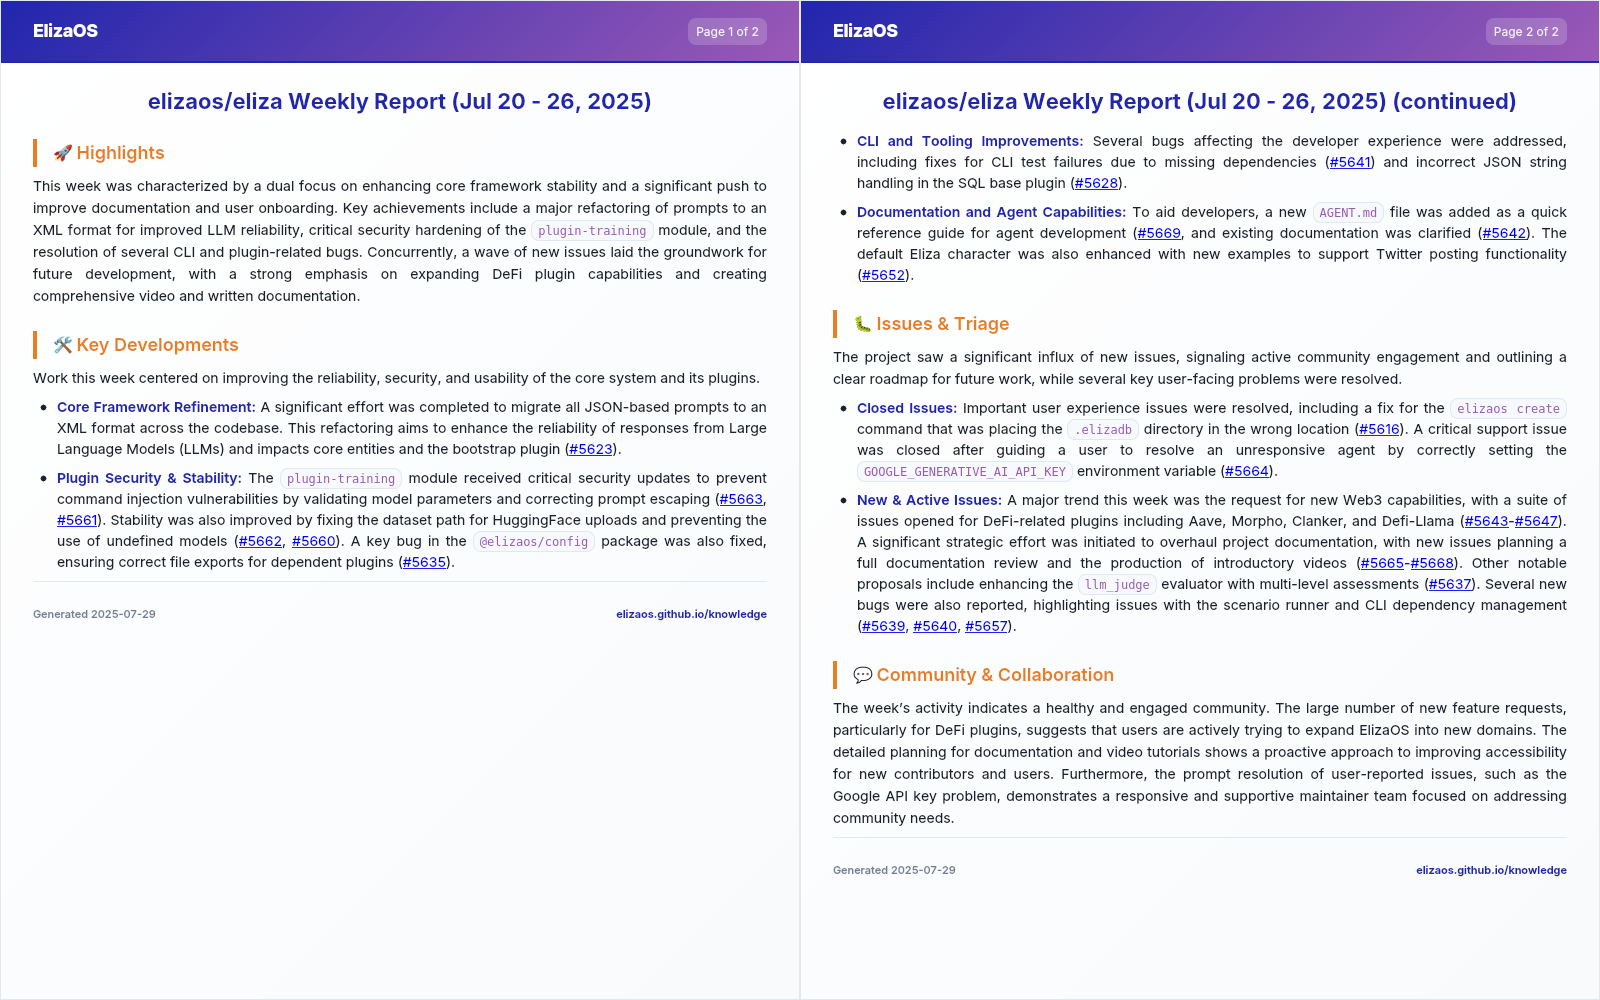 ElizaOS
Page 1 of 2
elizaos/eliza Weekly Report (Jul 20 - 26, 2025)
🚀 Highlights
This week was characterized by a dual focus on enhancing core framework stability and a significant push to
improve documentation and user onboarding. Key achievements include a major refactoring of prompts to an
XML format for improved LLM reliability, critical security hardening of the plugin-training module, and the
resolution of several CLI and plugin-related bugs. Concurrently, a wave of new issues laid the groundwork for
future development, with a strong emphasis on expanding DeFi plugin capabilities and creating
comprehensive video and written documentation.
🛠️ Key Developments
Work this week centered on improving the reliability, security, and usability of the core system and its plugins.
• Core Framework Refinement: A significant effort was completed to migrate all JSON-based prompts to an
XML format across the codebase. This refactoring aims to enhance the reliability of responses from Large
Language Models (LLMs) and impacts core entities and the bootstrap plugin (#5623).
• Plugin Security & Stability: The plugin-training module received critical security updates to prevent
command injection vulnerabilities by validating model parameters and correcting prompt escaping (#5663,
#5661). Stability was also improved by fixing the dataset path for HuggingFace uploads and preventing the
use of undefined models (#5662, #5660). A key bug in the @elizaos/config package was also fixed,
ensuring correct file exports for dependent plugins (#5635).
Generated 2025-07-29
elizaos.github.io/knowledge
ElizaOS
Page 2 of 2
elizaos/eliza Weekly Report (Jul 20 - 26, 2025) (continued)
• CLI and Tooling Improvements: Several bugs affecting the developer experience were addressed,
including fixes for CLI test failures due to missing dependencies (#5641) and incorrect JSON string
handling in the SQL base plugin (#5628).
• Documentation and Agent Capabilities: To aid developers, a new AGENT.md file was added as a quick
reference guide for agent development (#5669, and existing documentation was clarified (#5642). The
default Eliza character was also enhanced with new examples to support Twitter posting functionality
(#5652).
🐛 Issues & Triage
The project saw a significant influx of new issues, signaling active community engagement and outlining a
clear roadmap for future work, while several key user-facing problems were resolved.
• Closed Issues: Important user experience issues were resolved, including a fix for the elizaos create
command that was placing the .elizadb directory in the wrong location (#5616). A critical support issue
was closed after guiding a user to resolve an unresponsive agent by correctly setting the
GOOGLE_GENERATIVE_AI_API_KEY environment variable (#5664).
• New & Active Issues: A major trend this week was the request for new Web3 capabilities, with a suite of
issues opened for DeFi-related plugins including Aave, Morpho, Clanker, and Defi-Llama (#5643-#5647).
A significant strategic effort was initiated to overhaul project documentation, with new issues planning a
full documentation review and the production of introductory videos (#5665-#5668). Other notable
proposals include enhancing the llm_judge evaluator with multi-level assessments (#5637). Several new
bugs were also reported, highlighting issues with the scenario runner and CLI dependency management
(#5639, #5640, #5657).
💬 Community & Collaboration
The week's activity indicates a healthy and engaged community. The large number of new feature requests,
particularly for DeFi plugins, suggests that users are actively trying to expand ElizaOS into new domains. The
detailed planning for documentation and video tutorials shows a proactive approach to improving accessibility
for new contributors and users. Furthermore, the prompt resolution of user-reported issues, such as the
Google API key problem, demonstrates a responsive and supportive maintainer team focused on addressing
community needs.
Generated 2025-07-29
elizaos.github.io/knowledge